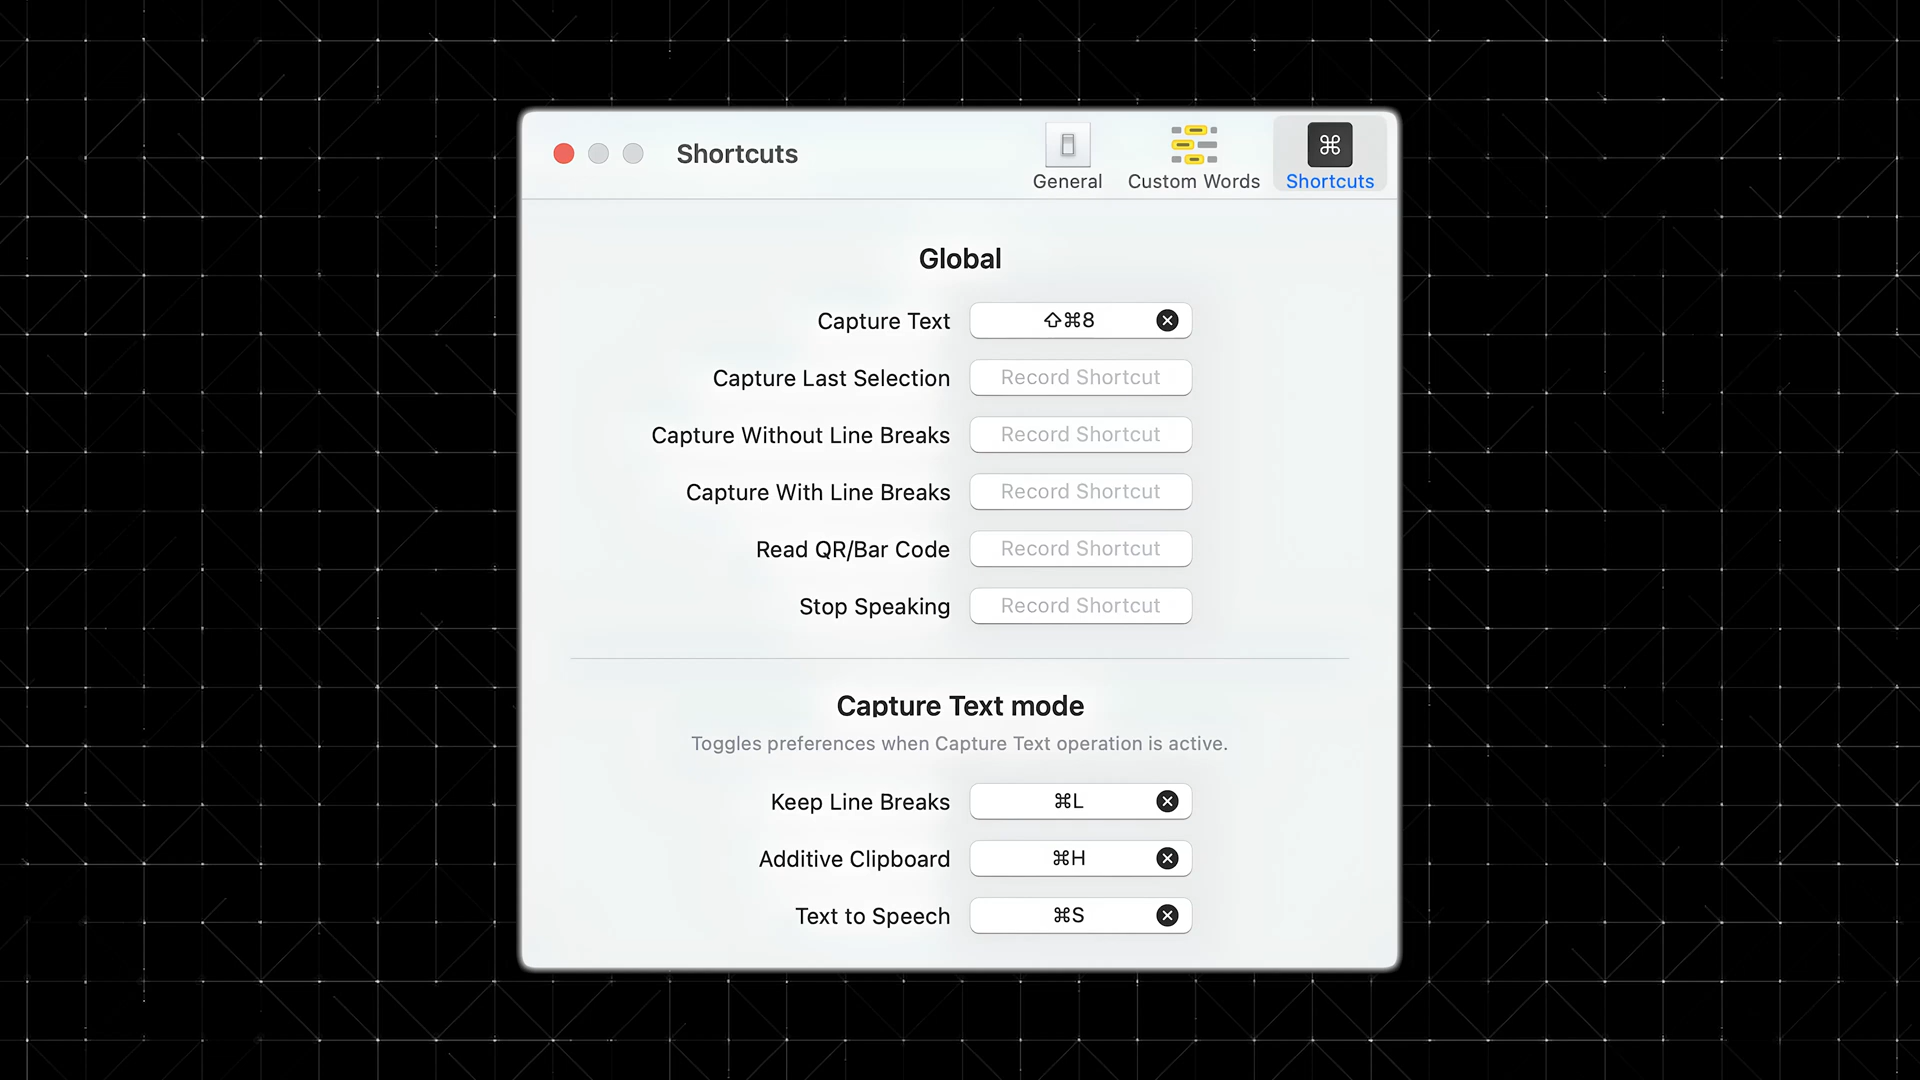 Shortcuts
General
Custom Words
⌘
Shortcuts
Global
Capture Text ⇧⌘8
Capture Last Selection Record Shortcut
Capture Without Line Breaks Record Shortcut
Capture With Line Breaks Record Shortcut
Read QR/Bar Code Record Shortcut
Stop Speaking Record Shortcut
Capture Text mode
Toggles preferences when Capture Text operation is active.
Keep Line Breaks ⌘L
Additive Clipboard ⌘H
Text to Speech ⌘S